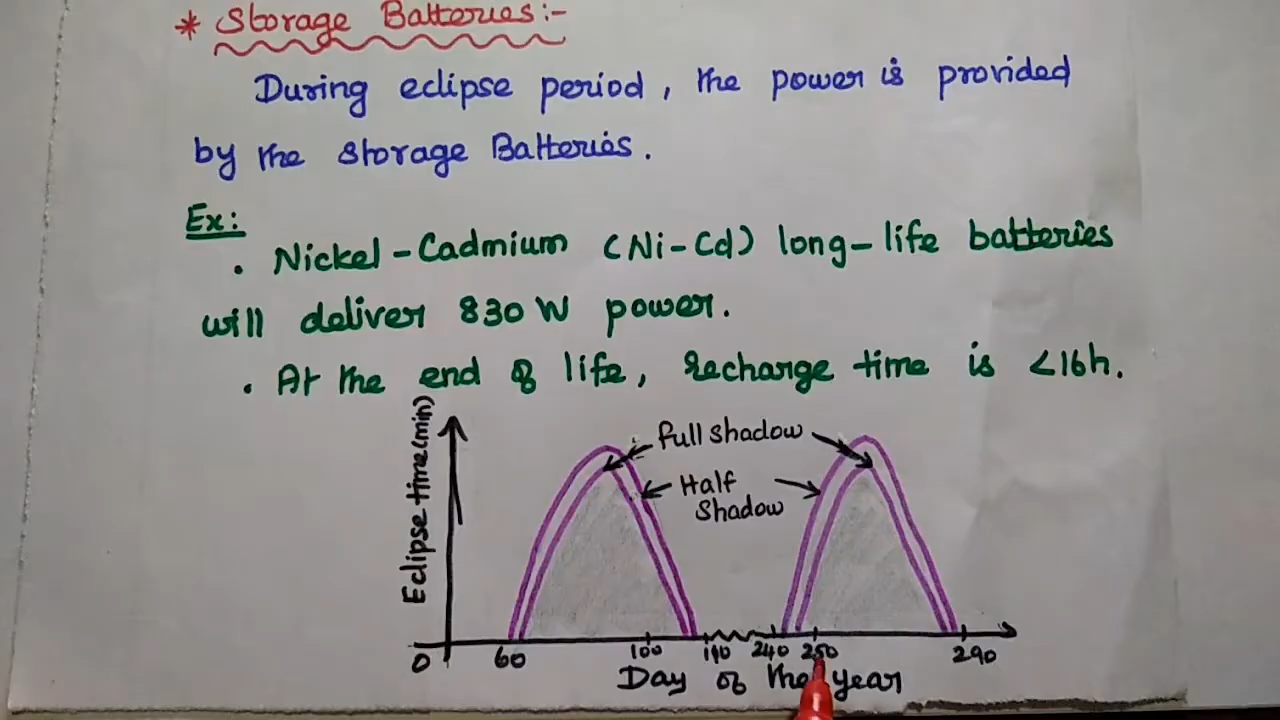 * Storage Batteries:-
During eclipse period, the power is provided
by the storage Batteries.
Ex:
. Nickel-Cadmium (Ni-Cd) long-life batteries
will deliver 830 W power.
. At the end of life, recharge time is <16h.
Eclipse time(min)
full shadow
Half
shadow
0 60 100 110 240 250 290
Day of the year